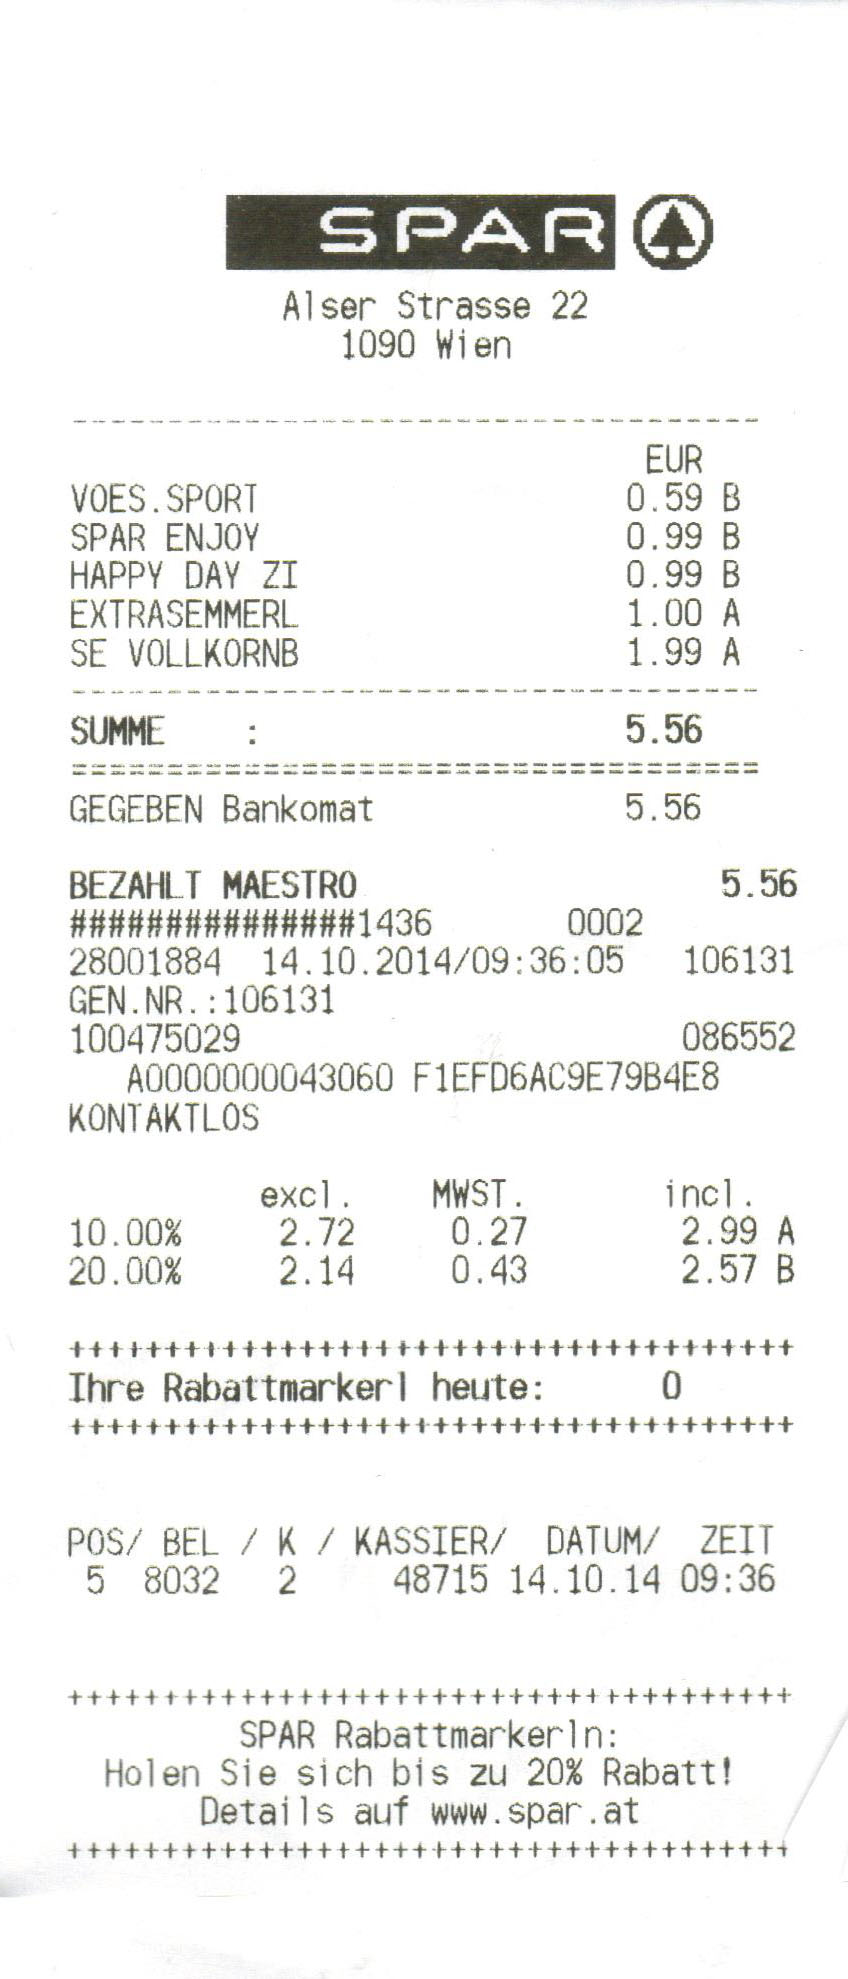 SPAR
Alser Strasse 22
1090 Wien
EUR
VOES.SPORT 0.59 B
SPAR ENJOY 0.99 B
HAPPY DAY ZI 0.99 B
EXTRASEMMERL 1.00 A
SE VOLLKORNB 1.99 A
SUMME : 5.56
GEGEBEN Bankomat 5.56
BEZAHLT MAESTRO 5.56
###############1436 0002
28001884 14.10.2014/09:36:05 106131
GEN.NR.:106131
100475029 086552
A0000000043060 F1EFD6AC9E79B4E8
KONTAKTLOS
excl. MWST. incl.
10.00% 2.72 0.27 2.99 A
20.00% 2.14 0.43 2.57 B
++++++++++++++++++++++++++++++++++++++
Ihre Rabattmarkerl heute: 0
++++++++++++++++++++++++++++++++++++++
POS/ BEL / K / KASSIER/ DATUM/ ZEIT
5 8032 2 48715 14.10.14 09:36
++++++++++++++++++++++++++++++++++++++
SPAR Rabattmarkerln:
Holen Sie sich bis zu 20% Rabatt!
Details auf www.spar.at
++++++++++++++++++++++++++++++++++++++